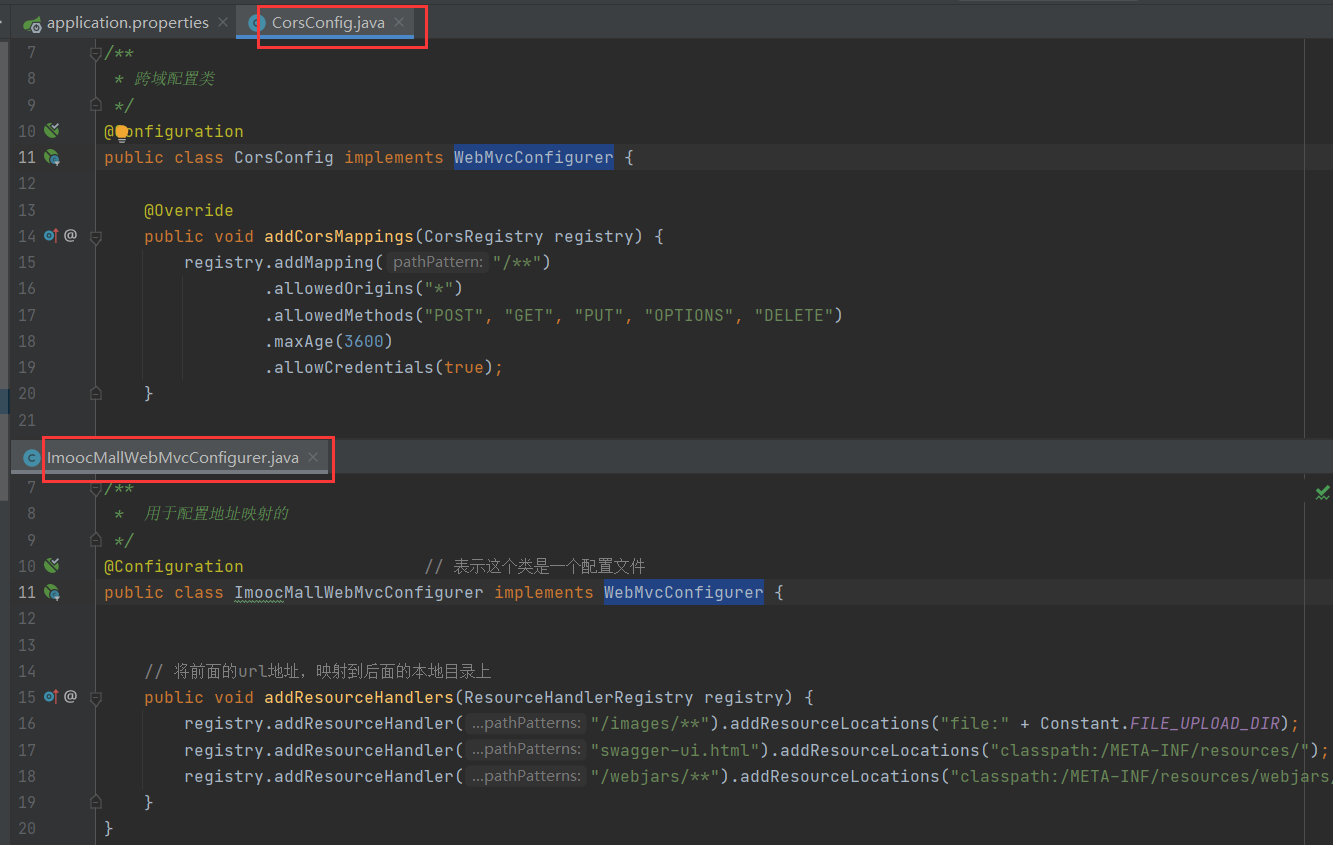 application.properties CorsConfig.java
7 /**
8 * 跨域配置类
9 */
10 @Configuration
11 public class CorsConfig implements WebMvcConfigurer {
12
13 @Override
14 @ public void addCorsMappings(CorsRegistry registry) {
15 registry.addMapping( pathPattern: "/**")
16 .allowedOrigins("*")
17 .allowedMethods("POST", "GET", "PUT", "OPTIONS", "DELETE")
18 .maxAge(3600)
19 .allowCredentials(true);
20 }
21
ImoocMallWebMvcConfigurer.java
7 /**
8 * 用于配置地址映射的
9 */
10 @Configuration // 表示这个类是一个配置文件
11 public class ImoocMallWebMvcConfigurer implements WebMvcConfigurer {
12
13
14 // 将前面的url地址，映射到后面的本地目录上
15 @ public void addResourceHandlers(ResourceHandlerRegistry registry) {
16 registry.addResourceHandler( ...pathPatterns: "/images/**").addResourceLocations("file:" + Constant.FILE_UPLOAD_DIR);
17 registry.addResourceHandler( ...pathPatterns: "swagger-ui.html").addResourceLocations("classpath:/META-INF/resources/");
18 registry.addResourceHandler( ...pathPatterns: "/webjars/**").addResourceLocations("classpath:/META-INF/resources/webjars/
19 }
20 }